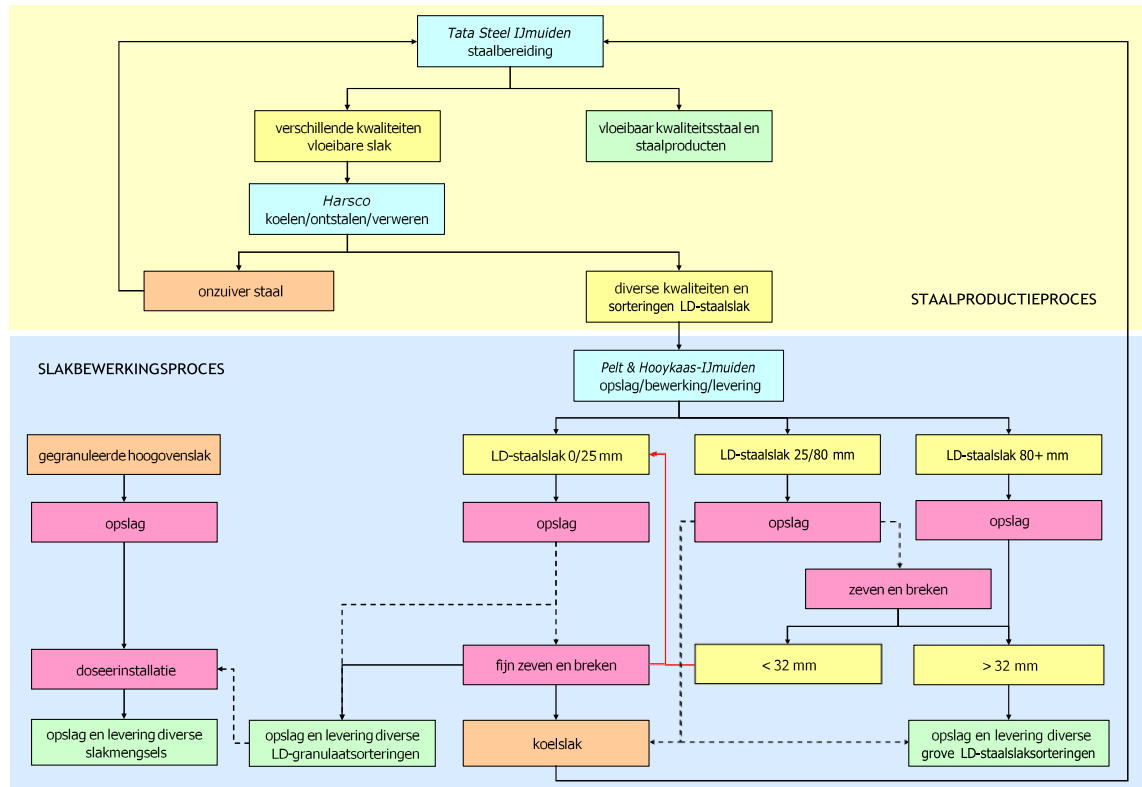 Tata Steel IJmuiden
staalbereiding
verschillende kwaliteiten
vloeibare slak
vloeibaar kwaliteitsstaal en
staalproducten
Harsco
koelen/ontstalen/verweren
onzuiver staal
diverse kwaliteiten en
sorteringen LD-staalslak
STAALPRODUCTIEPROCES
SLAKBEWERKINGSPROCES
Pelt & Hooykaas-IJmuiden
opslag/bewerking/levering
gegranuleerde hoogovenslak
LD-staalslak 0/25 mm
LD-staalslak 25/80 mm
LD-staalslak 80+ mm
opslag
opslag
opslag
opslag
zeven en breken
doseerinstallatie
fijn zeven en breken
< 32 mm
> 32 mm
opslag en levering diverse
slakmengsels
opslag en levering diverse
LD-granulaatsorteringen
koelslak
opslag en levering diverse
grove LD-staalslaksorteringen